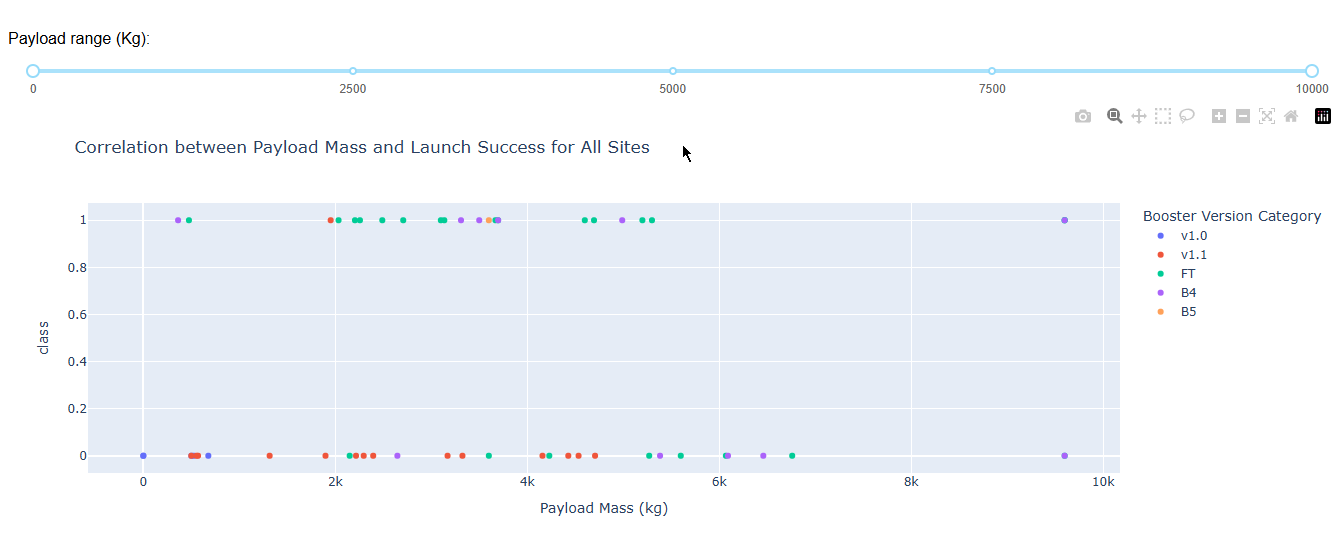 Payload range (Kg):
0 2500 5000 7500 10000
Correlation between Payload Mass and Launch Success for All Sites
Booster Version Category
v1.0
v1.1
FT
B4
B5
1
0.8
0.6
0.4
0.2
0
class
0 2k 4k 6k 8k 10k
Payload Mass (kg)